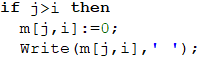 if j>i then
m[j,i]:=0;
Write(m[j,i],' ');